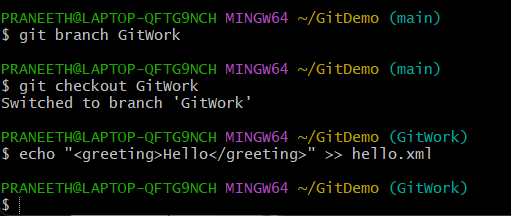 PRANEETH@LAPTOP-QFTG9NCH MINGW64 ~/GitDemo (main)
$ git branch GitWork
PRANEETH@LAPTOP-QFTG9NCH MINGW64 ~/GitDemo (main)
$ git checkout GitWork
Switched to branch 'GitWork'
PRANEETH@LAPTOP-QFTG9NCH MINGW64 ~/GitDemo (GitWork)
$ echo "<greeting>Hello</greeting>" >> hello.xml
PRANEETH@LAPTOP-QFTG9NCH MINGW64 ~/GitDemo (GitWork)
$